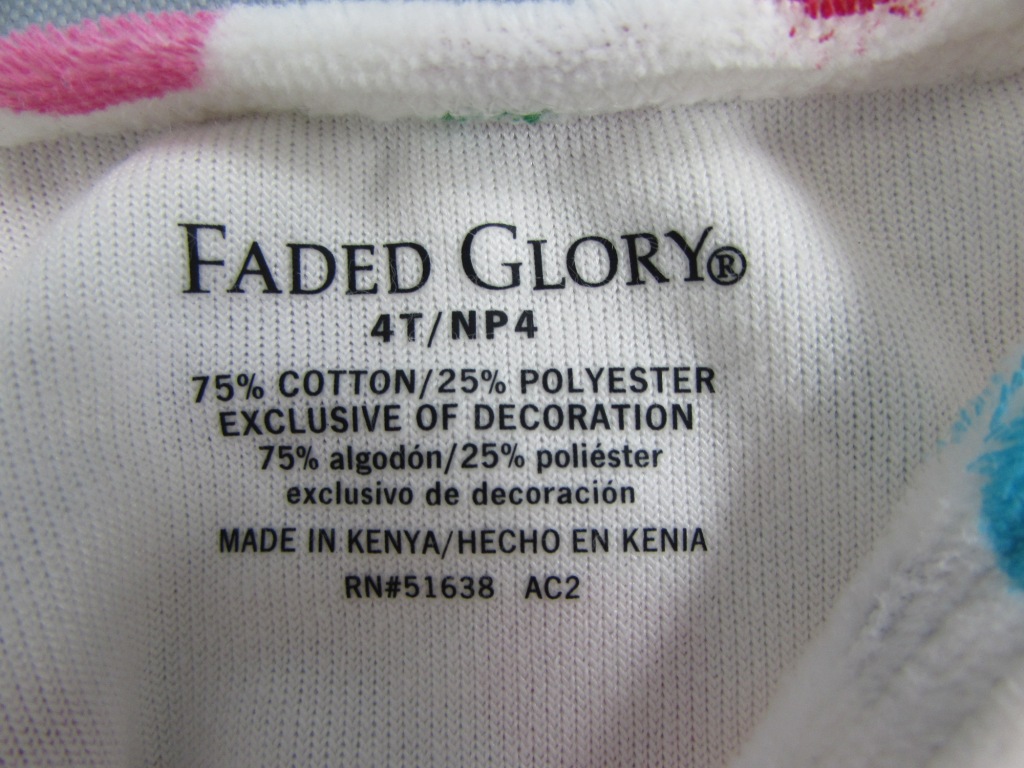 FADED GLORY®
4T/NP4
75% COTTON/25% POLYESTER
EXCLUSIVE OF DECORATION
75% algodón/25% poliéster
exclusivo de decoración
MADE IN KENYA/HECHO EN KENIA
RN#51638 AC2